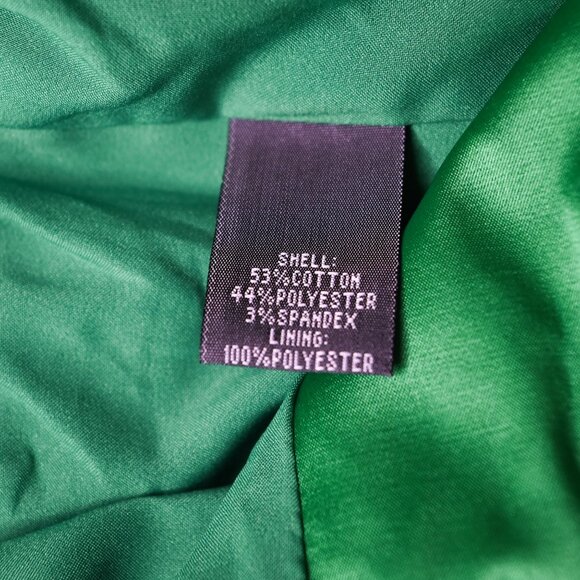 SHELL:
53%COTTON
44%POLYESTER
3%SPANDEX
LINING:
100%POLYESTER